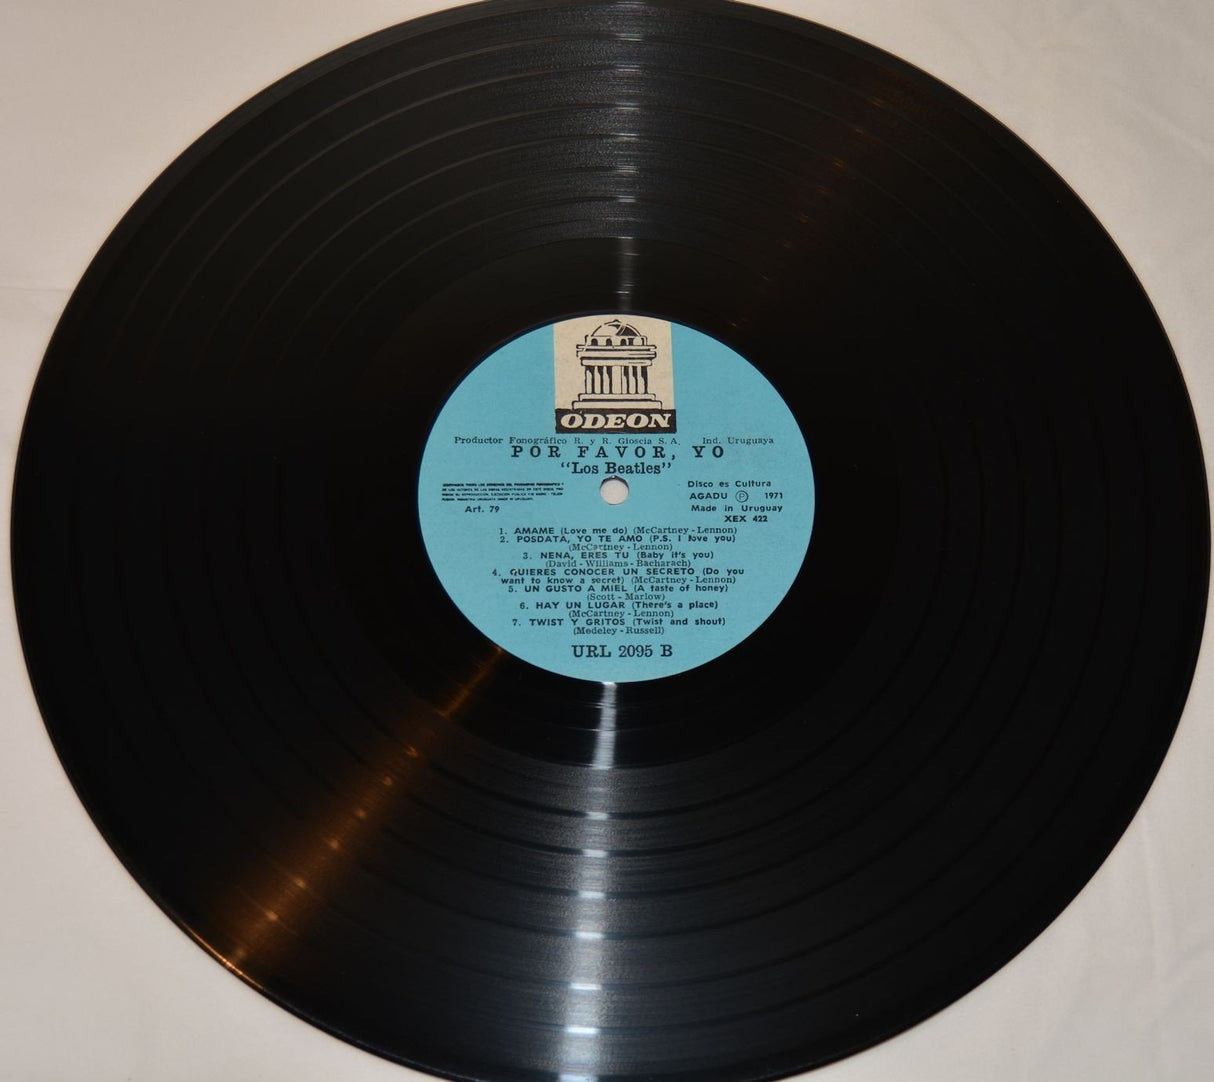 ODEON
Productor Fonográfico R. y R. Gioscia S. A. Ind. Uruguaya
POR FAVOR, YO
"Los Beatles"
Art. 79
Disco es Cultura
AGADU Ⓟ 1971
Made in Uruguay
XEX 422
1. AMAME (Love me do) (McCartney - Lennon)
2. POSDATA, YO TE AMO (P.S. I love you)
(McCartney - Lennon)
3. NENA, ERES TU (Baby it's you)
(David - Williams - Bacharach)
4. QUIERES CONOCER UN SECRETO (Do you
want to know a secret) (McCartney - Lennon)
5. UN GUSTO A MIEL (A taste of honey)
(Scott - Marlow)
6. HAY UN LUGAR (There's a place)
(McCartney - Lennon)
7. TWIST Y GRITOS (Twist and shout)
(Medeley - Russell)
URL 2095 B